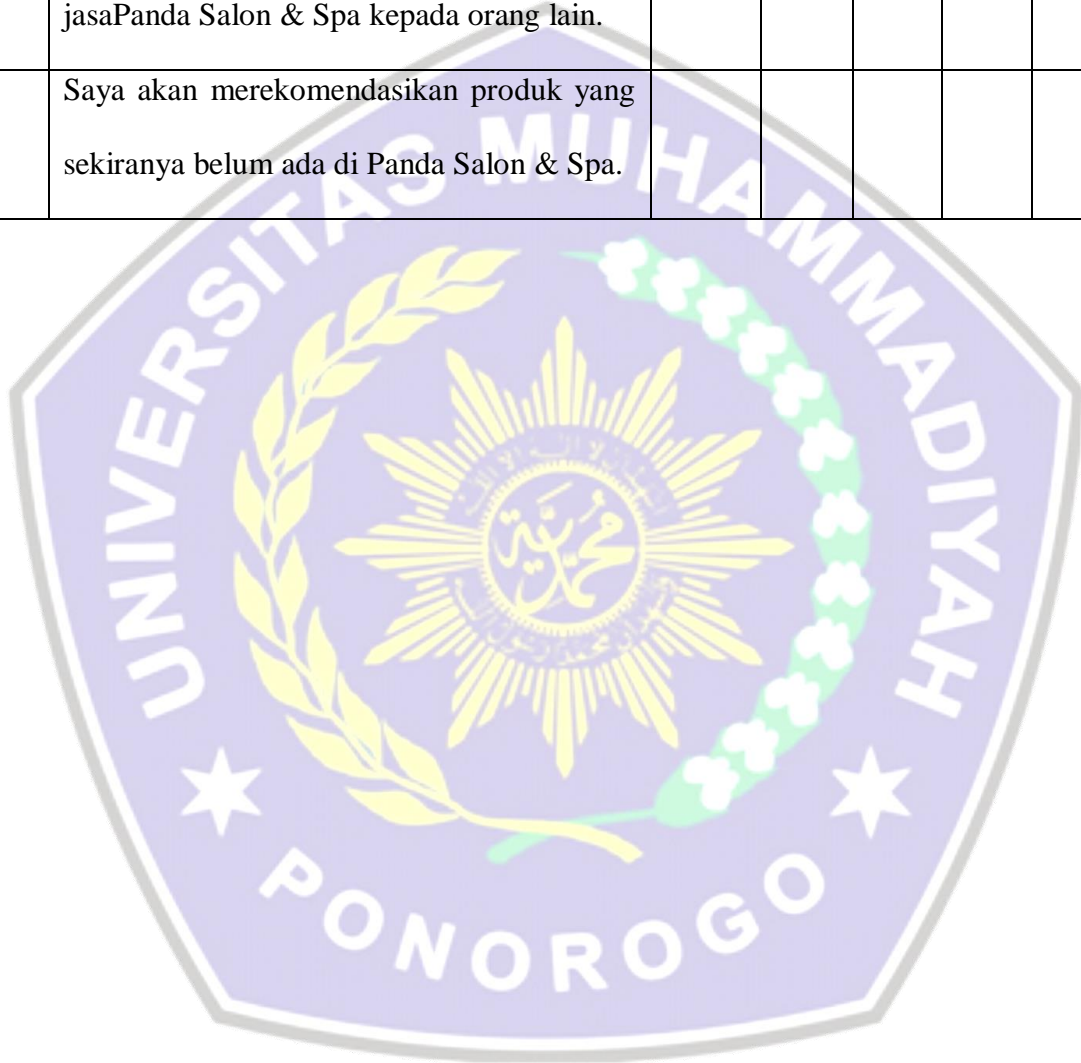 jasaPanda Salon & Spa kepada orang lain.
Saya akan merekomendasikan produk yang
sekiranya belum ada di Panda Salon & Spa.
UNIVERSITAS MUHAMMADIYAH
PONOROGO